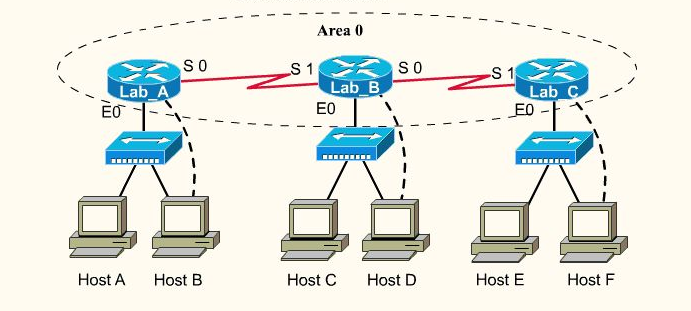 Area 0
S 0
S 1
S 0
S 1
Lab_A
Lab_B
Lab_C
E0
E0
E0
Host A
Host B
Host C
Host D
Host E
Host F